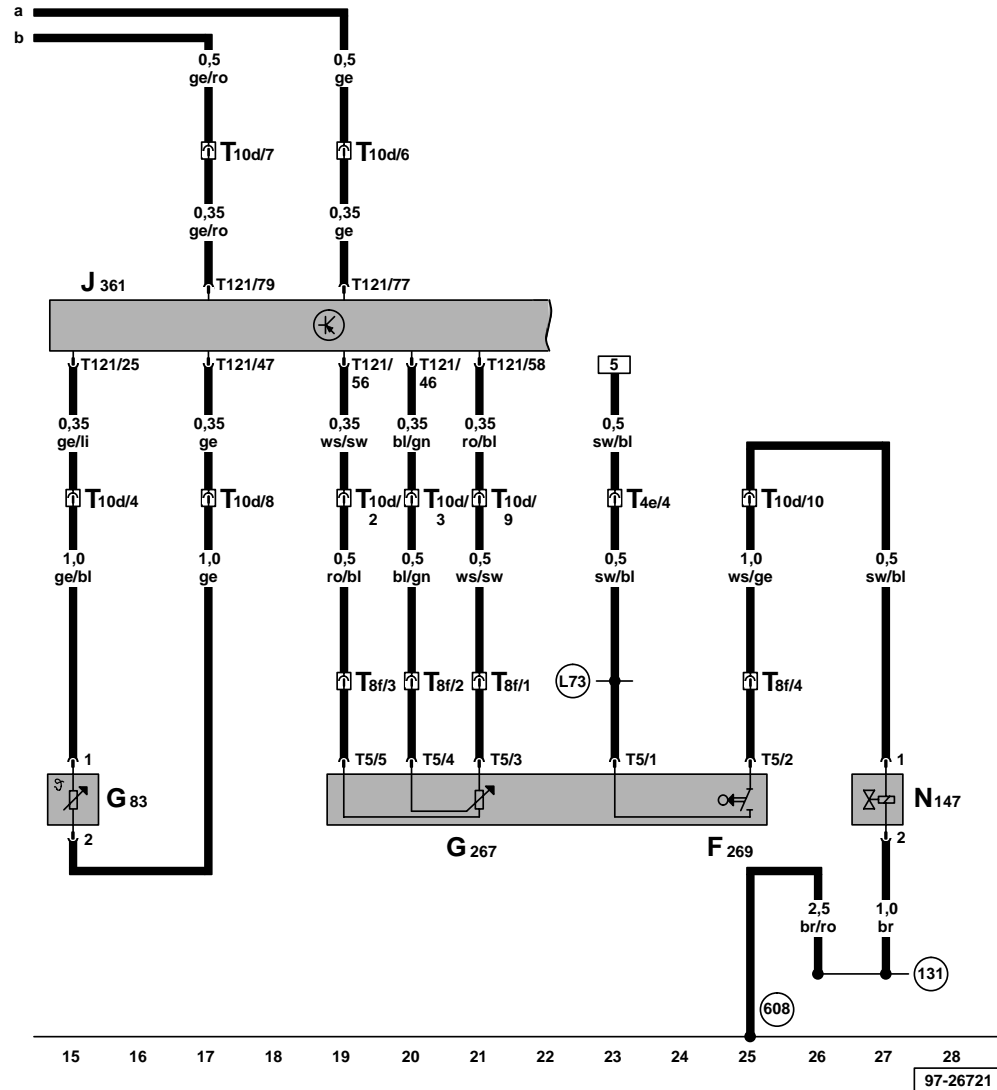 a
b
0,5 0,5
ge/ro ge
T10d/7 T10d/6
0,35 0,35
ge/ro ge
J 361 T121/79 T121/77
T121/25 T121/47 T121/ T121/ T121/58 5
56 46
0,35 0,35 0,35 0,35 0,35 0,5
ge/li ge ws/sw bl/gn ro/bl sw/bl
T10d/4 T10d/8 T10d/ T10d/ T10d/ T4e/4 T10d/10
2 3 9
1,0 1,0 0,5 0,5 0,5 0,5 1,0 0,5
ge/bl ge ro/bl bl/gn ws/sw sw/bl ws/ge sw/bl
T8f/3 T8f/2 T8f/1 L73 T8f/4
1 T5/5 T5/4 T5/3 T5/1 T5/2 1
ϑ G 83 N147
2 2
G 267 F 269
2,5 1,0
br/ro br
131
608
15 16 17 18 19 20 21 22 23 24 25 26 27 28
97-26721